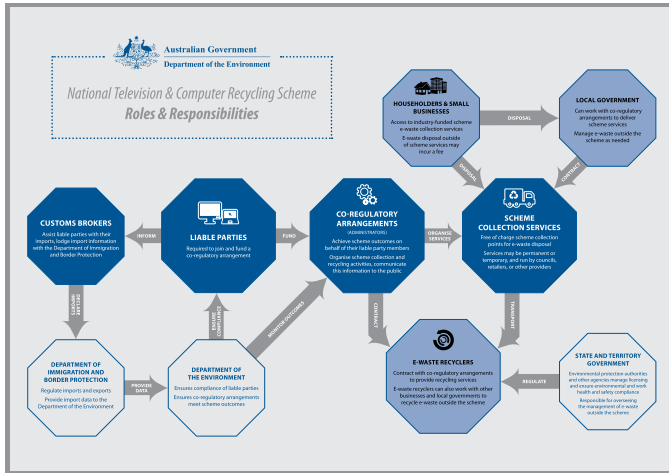 Australian Government
Department of the Environment
National Television & Computer Recycling Scheme
Roles & Responsibilities
HOUSEHOLDERS & SMALL
BUSINESSES
Access to industry-funded scheme
e-waste collection services
E-waste disposal outside
of scheme services may
incur a fee
DISPOSAL
LOCAL GOVERNMENT
Can work with co-regulatory
arrangements to deliver
scheme services
Manage e-waste outside the
scheme as needed
DISPOSAL
CONTRACT
CUSTOMS BROKERS
Assist liable parties with their
imports, lodge import information
with the Department of Immigration
and Border Protection
INFORM
LIABLE PARTIES
Required to join and fund a
co-regulatory arrangement
FUND
CO-REGULATORY
ARRANGEMENTS
(ADMINISTRATORS)
Achieve scheme outcomes on
behalf of their liable party members
Organise scheme collection and
recycling activities, communicate
this information to the public
ORGANISE
SERVICES
SCHEME
COLLECTION SERVICES
Free of charge scheme collection
points for e-waste disposal
Services may be permanent or
temporary, and run by councils,
retailers, or other providers
DECLARE
IMPORTS
ENSURE
COMPLIANCE
MONITOR OUTCOMES
CONTRACT
TRANSPORT
DEPARTMENT OF
IMMIGRATION AND
BORDER PROTECTION
Regulate imports and exports
Provide import data to the
Department of the Environment
PROVIDE
DATA
DEPARTMENT OF
THE ENVIRONMENT
Ensures compliance of liable parties
Ensures co-regulatory arrangements
meet scheme outcomes
E-WASTE RECYCLERS
Contract with co-regulatory arrangements
to provide recycling services
E-waste recyclers can also work with other
businesses and local governments to
recycle e-waste outside the scheme
REGULATE
STATE AND TERRITORY
GOVERNMENT
Environmental protection authorities
and other agencies manage licensing
and ensure environmental and work
health and safety compliance
Responsible for overseeing
the management of e-waste
outside the scheme